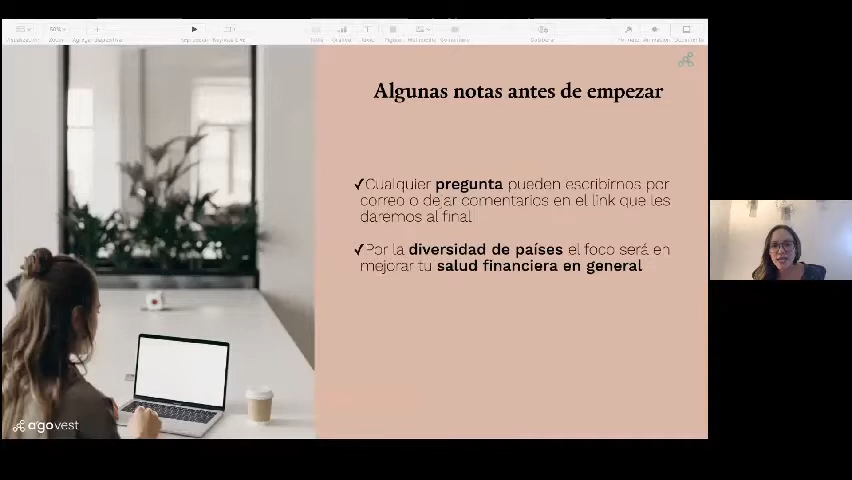 50%
Algunas notas antes de empezar
✓Cualquier pregunta pueden escribirnos por
correo o dejar comentarios en el link que les
daremos al final
✓Por la diversidad de países el foco será en
mejorar tu salud financiera en general
agovest